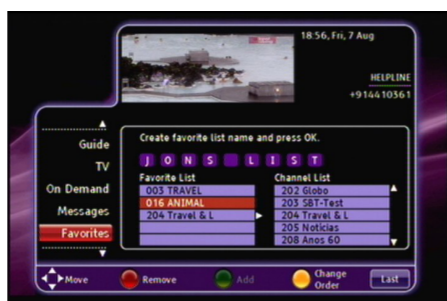 18:56, Fri, 7 Aug
HELPLINE
+914410361
Guide
TV
On Demand
Messages
Favorites
Create favorite list name and press OK.
JONS LIST
Favorite List
003 TRAVEL
016 ANIMAL
204 Travel & L
Channel List
202 Globo
203 SBT-Test
204 Travel & L
205 Noticias
208 Anos 60
Move
Remove
Add
Change
Order
Last